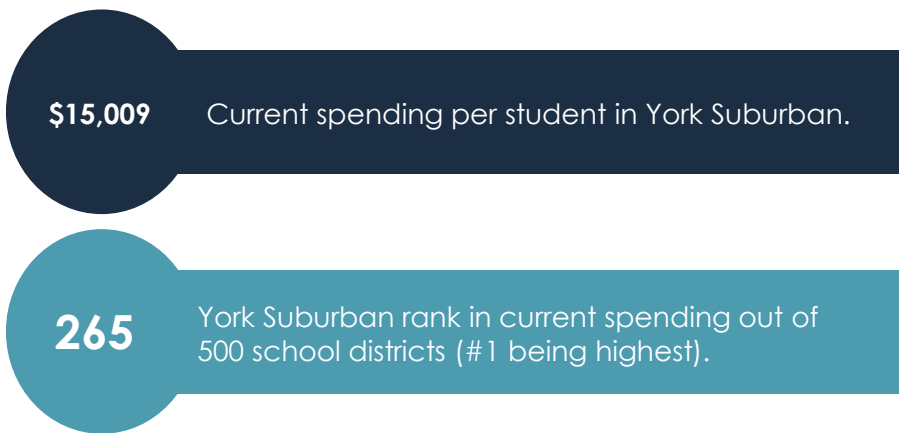 $15,009
Current spending per student in York Suburban.
265
York Suburban rank in current spending out of
500 school districts (#1 being highest).